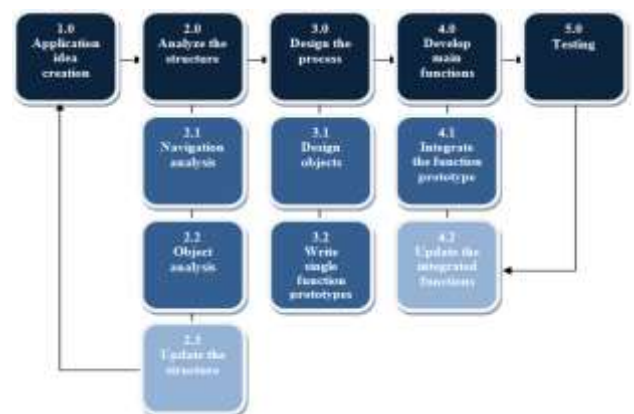 1.0
Application
idea
creation
2.0
Analyze the
structure
3.0
Design the
process
4.0
Develop
main
functions
5.0
Testing
2.1
Navigation
analysis
3.1
Design
objects
4.1
Integrate
the function
prototype
2.2
Object
analysis
3.2
Write
single
function
prototypes
4.2
Update the
integrated
functions
2.3
Update the
structure